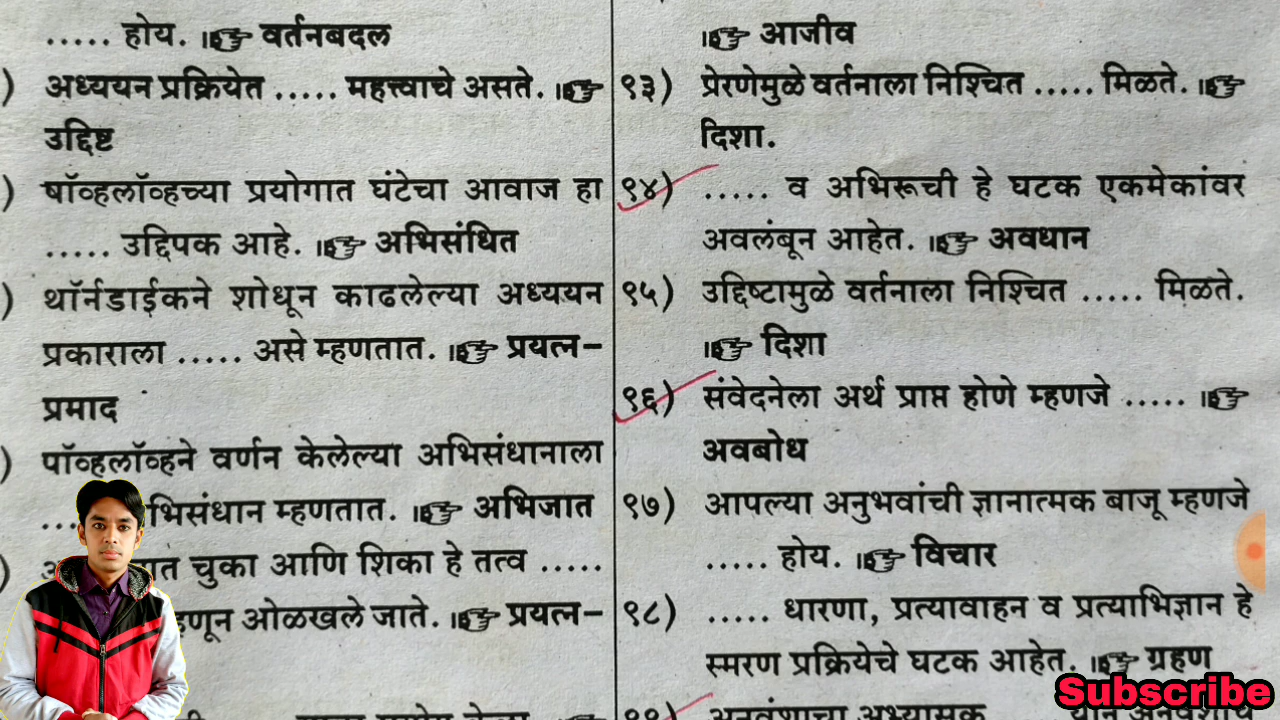 ..... होय. ☞ वर्तनबदल
) अध्ययन प्रक्रियेत ..... महत्त्वाचे असते. ☞
उद्दिष्ट
) पॉव्हलॉव्हच्या प्रयोगात घंटेचा आवाज हा
..... उद्दिपक आहे. ☞ अभिसंधित
) थॉर्नडाईकने शोधून काढलेल्या अध्ययन
प्रकाराला ..... असे म्हणतात. ☞ प्रयत्न-
प्रमाद
) पॉव्हलॉव्हने वर्णन केलेल्या अभिसंधानाला
म्हणतात. ☞ अभिजात
) चुका आणि शिका हे तत्व .....
ओळखले जाते. ☞ प्रयत्न-
☞ आजीव
९३) प्रेरणेमुळे वर्तनाला निश्चित ..... मिळते. ☞
दिशा.
९४) ..... व अभिरूची हे घटक एकमेकांवर
अवलंबून आहेत. ☞ अवधान
९५) उद्दिष्टामुळे वर्तनाला निश्चित ..... मिळते.
☞ दिशा
९६) संवेदनेला अर्थ प्राप्त होणे म्हणजे ..... ☞
अवबोध
९७) आपल्या अनुभवांची ज्ञानात्मक बाजू म्हणजे
..... होय. ☞ विचार
९८) ..... धारणा, प्रत्यावाहन व प्रत्याभिज्ञान हे
स्मरण प्रक्रियेचे घटक आहेत. ☞ ग्रहण
Subscribe